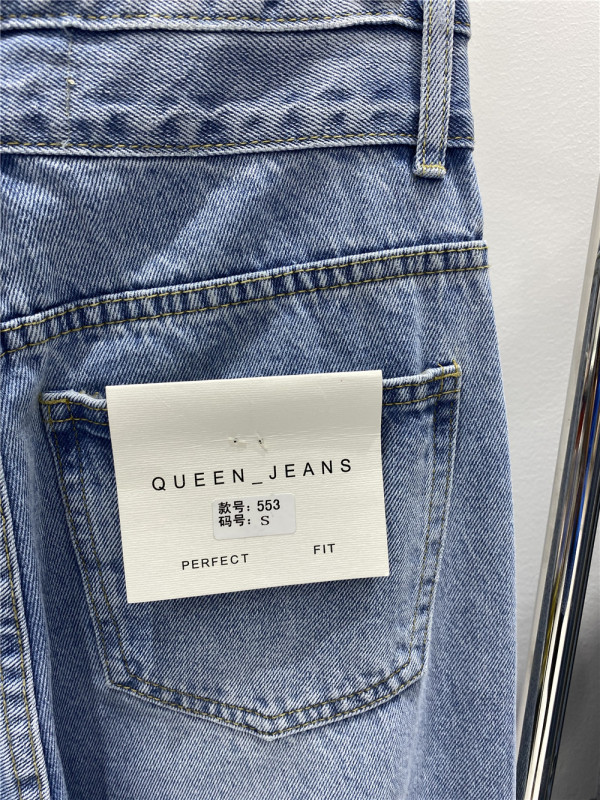 QUEEN_JEANS
款号: 553
码号: S
PERFECT FIT